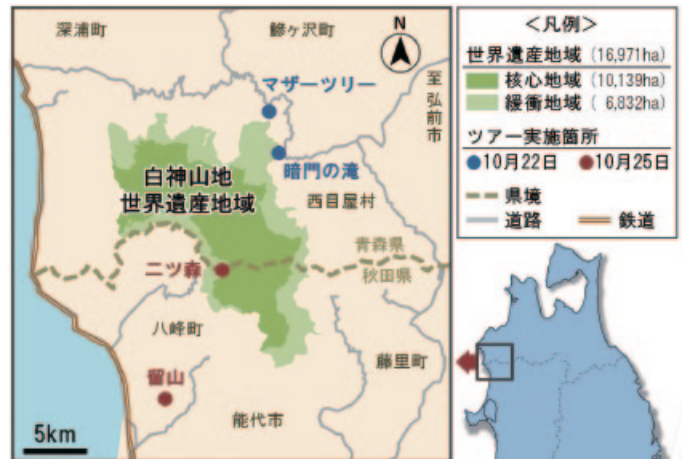 深浦町
鰺ヶ沢町
N
マザーツリー
至弘前市
暗門の滝
白神山地
世界遺産地域
西目屋村
青森県
秋田県
二ツ森
八峰町
留山
藤里町
能代市
5km
<凡例>
世界遺産地域 (16,971ha)
核心地域 (10,139ha)
緩衝地域 ( 6,832ha)
ツアー実施箇所
10月22日 10月25日
県境
道路 鉄道